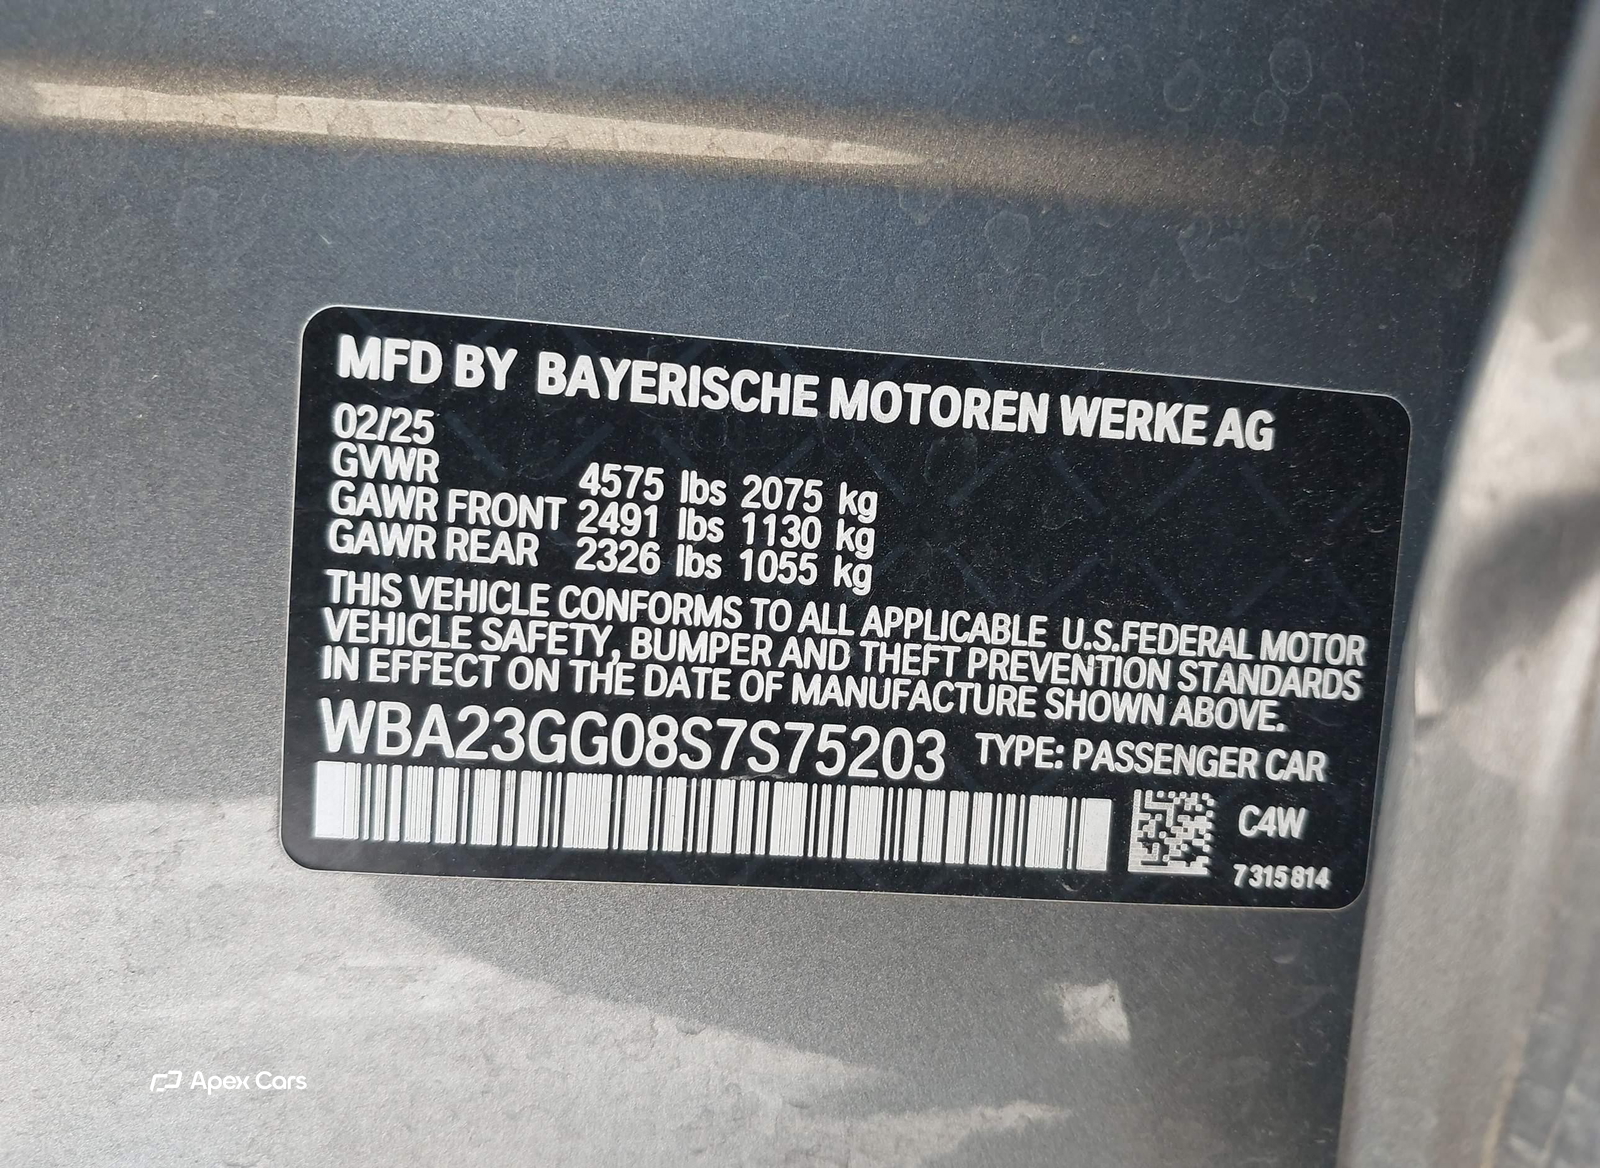 MFD BY BAYERISCHE MOTOREN WERKE AG
02/25
GVWR 4575 lbs 2075 kg
GAWR FRONT 2491 lbs 1130 kg
GAWR REAR 2326 lbs 1055 kg
THIS VEHICLE CONFORMS TO ALL APPLICABLE U.S.FEDERAL MOTOR
VEHICLE SAFETY, BUMPER AND THEFT PREVENTION STANDARDS
IN EFFECT ON THE DATE OF MANUFACTURE SHOWN ABOVE.
WBA23GG08S7S75203 TYPE: PASSENGER CAR
C4W
7315814
Apex Cars